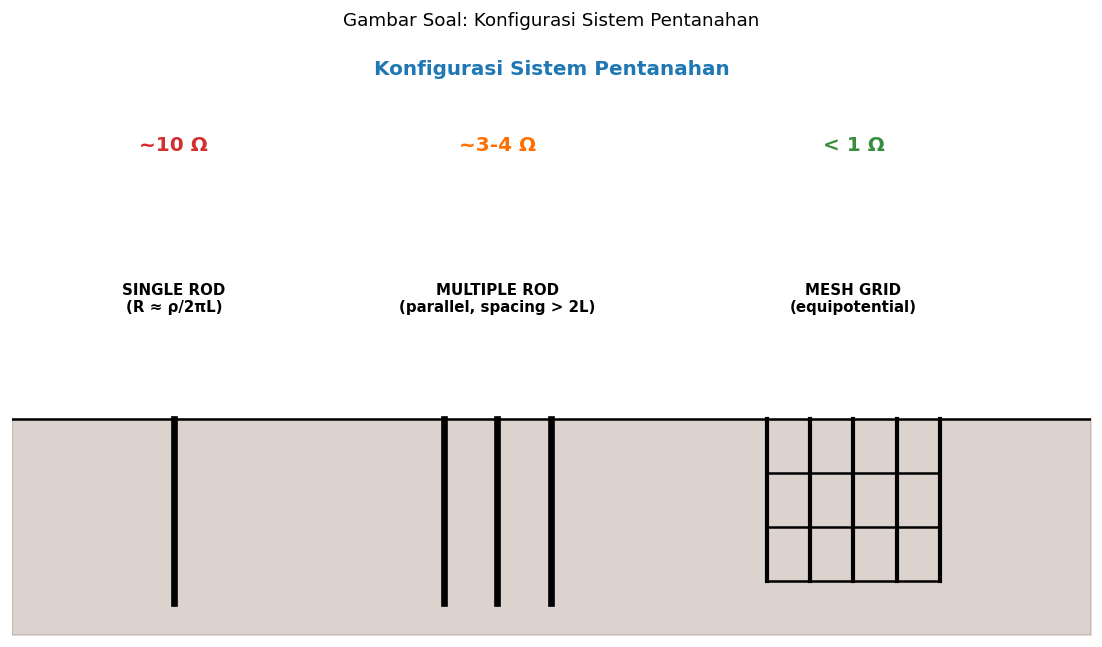 Gambar Soal: Konfigurasi Sistem Pentanahan
Konfigurasi Sistem Pentanahan
~10 Ω
~3-4 Ω
< 1 Ω
SINGLE ROD
(R ≈ ρ/2πL)
MULTIPLE ROD
(parallel, spacing > 2L)
MESH GRID
(equipotential)